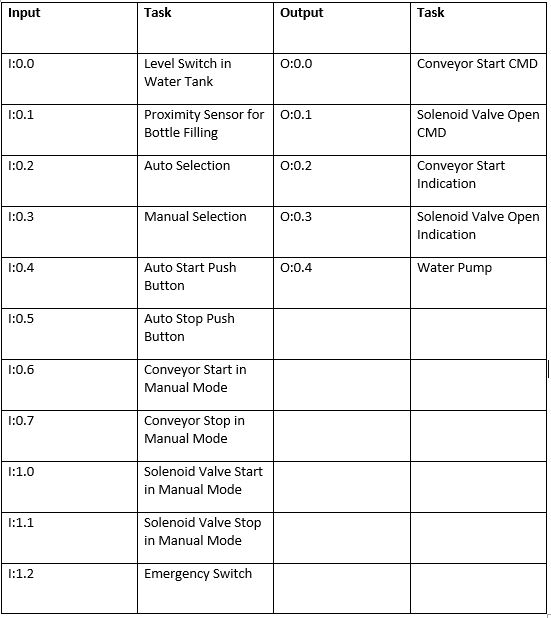 Input Task Output Task
I:0.0 Level Switch in O:0.0 Conveyor Start CMD
Water Tank
I:0.1 Proximity Sensor for O:0.1 Solenoid Valve Open
Bottle Filling CMD
I:0.2 Auto Selection O:0.2 Conveyor Start
Indication
I:0.3 Manual Selection O:0.3 Solenoid Valve Open
Indication
I:0.4 Auto Start Push O:0.4 Water Pump
Button
I:0.5 Auto Stop Push
Button
I:0.6 Conveyor Start in
Manual Mode
I:0.7 Conveyor Stop in
Manual Mode
I:1.0 Solenoid Valve Start
in Manual Mode
I:1.1 Solenoid Valve Stop
in Manual Mode
I:1.2 Emergency Switch